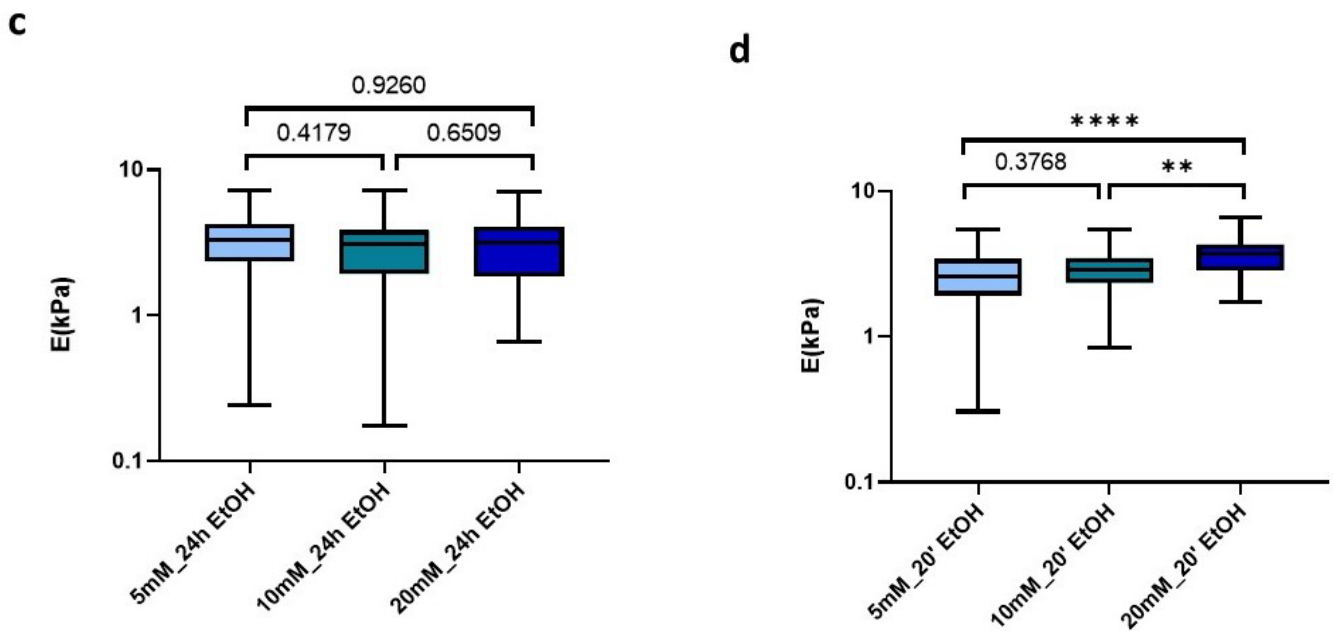 c
0.9260
0.4179
0.6509
10
1
0.1
E(kPa)
5mM_24h EtOH
10mM_24h EtOH
20mM_24h EtOH
d
****
0.3768
**
10
1
0.1
E(kPa)
5mM_20' EtOH
10mM_20' EtOH
20mM_20' EtOH